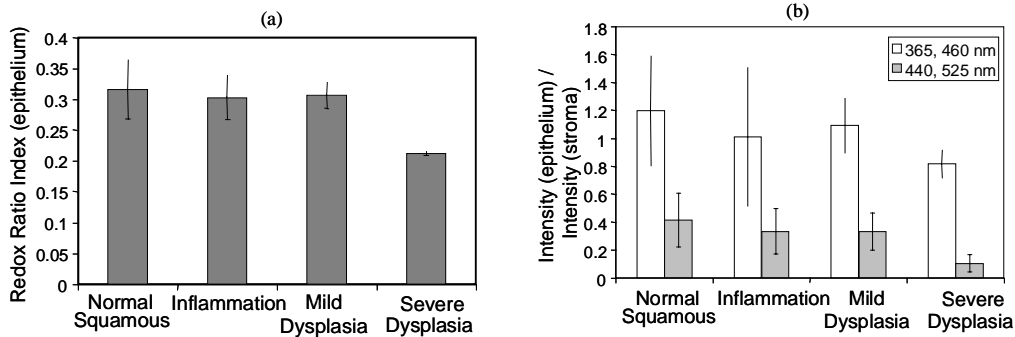 (a)
Redox Ratio Index (epithelium)
0.4
0.35
0.3
0.25
0.2
0.15
0.1
0.05
0
Normal
Squamous
Inflammation
Mild
Dysplasia
Severe
Dysplasia
(b)
Intensity (epithelium) /
Intensity (stroma)
1.8
1.6
1.4
1.2
1
0.8
0.6
0.4
0.2
0
365, 460 nm
440, 525 nm
Normal
Squamous
Inflammation
Mild
Dysplasia
Severe
Dysplasia